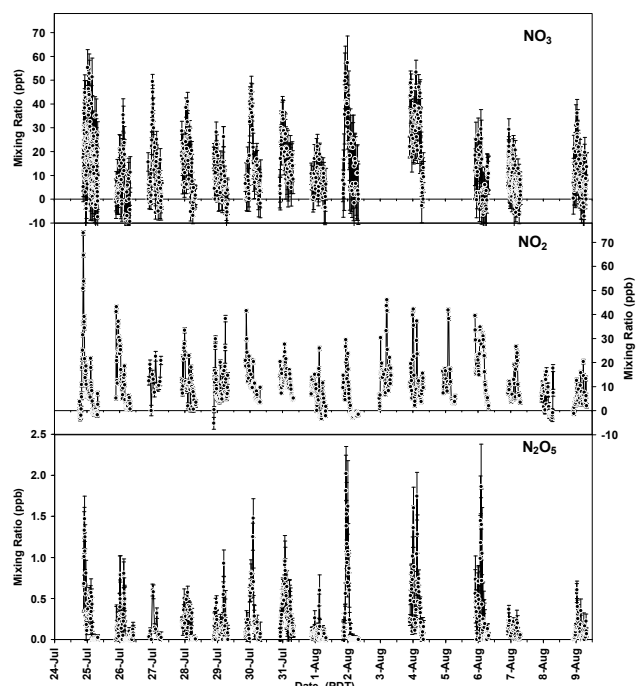 NO3
Mixing Ratio (ppt)
70
60
50
40
30
20
10
0
-10
NO2
Mixing Ratio (ppb)
70
60
50
40
30
20
10
0
-10
N2O5
Mixing Ratio (ppb)
2.5
2.0
1.5
1.0
0.5
0.0
24-Jul
25-Jul
26-Jul
27-Jul
28-Jul
29-Jul
30-Jul
31-Jul
1-Aug
2-Aug
3-Aug
4-Aug
5-Aug
6-Aug
7-Aug
8-Aug
9-Aug
Date (PDT)